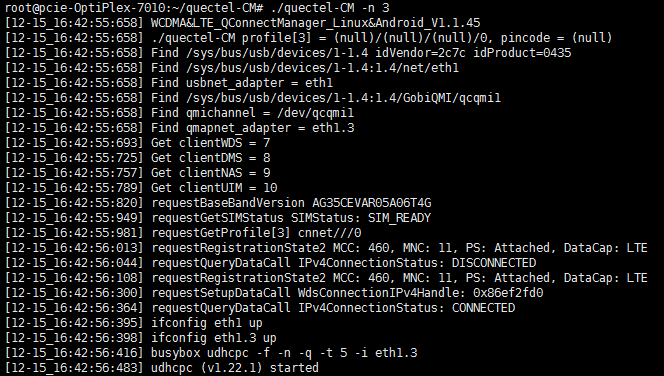 root@pcie-OptiPlex-7010:~/quectel-CM# ./quectel-CM -n 3
[12-15_16:42:55:658] WCDMA&LTE_QConnectManager_Linux&Android_V1.1.45
[12-15_16:42:55:658] ./quectel-CM profile[3] = (null)/(null)/(null)/0, pincode = (null)
[12-15_16:42:55:658] Find /sys/bus/usb/devices/1-1.4 idVendor=2c7c idProduct=0435
[12-15_16:42:55:658] Find /sys/bus/usb/devices/1-1.4:1.4/net/eth1
[12-15_16:42:55:658] Find usbnet_adapter = eth1
[12-15_16:42:55:658] Find /sys/bus/usb/devices/1-1.4:1.4/GobiQMI/qcqmi1
[12-15_16:42:55:658] Find qmichannel = /dev/qcqmi1
[12-15_16:42:55:658] Find qmapnet_adapter = eth1.3
[12-15_16:42:55:693] Get clientWDS = 7
[12-15_16:42:55:725] Get clientDMS = 8
[12-15_16:42:55:757] Get clientNAS = 9
[12-15_16:42:55:789] Get clientUIM = 10
[12-15_16:42:55:820] requestBaseBandVersion AG35CEVAR05A06T4G
[12-15_16:42:55:949] requestGetSIMStatus SIMStatus: SIM_READY
[12-15_16:42:55:981] requestGetProfile[3] cnnet///0
[12-15_16:42:56:013] requestRegistrationState2 MCC: 460, MNC: 11, PS: Attached, DataCap: LTE
[12-15_16:42:56:044] requestQueryDataCall IPv4ConnectionStatus: DISCONNECTED
[12-15_16:42:56:108] requestRegistrationState2 MCC: 460, MNC: 11, PS: Attached, DataCap: LTE
[12-15_16:42:56:300] requestSetupDataCall WdsConnectionIPv4Handle: 0x86ef2fd0
[12-15_16:42:56:364] requestQueryDataCall IPv4ConnectionStatus: CONNECTED
[12-15_16:42:56:395] ifconfig eth1 up
[12-15_16:42:56:398] ifconfig eth1.3 up
[12-15_16:42:56:416] busybox udhcpc -f -n -q -t 5 -i eth1.3
[12-15_16:42:56:483] udhcpc (v1.22.1) started